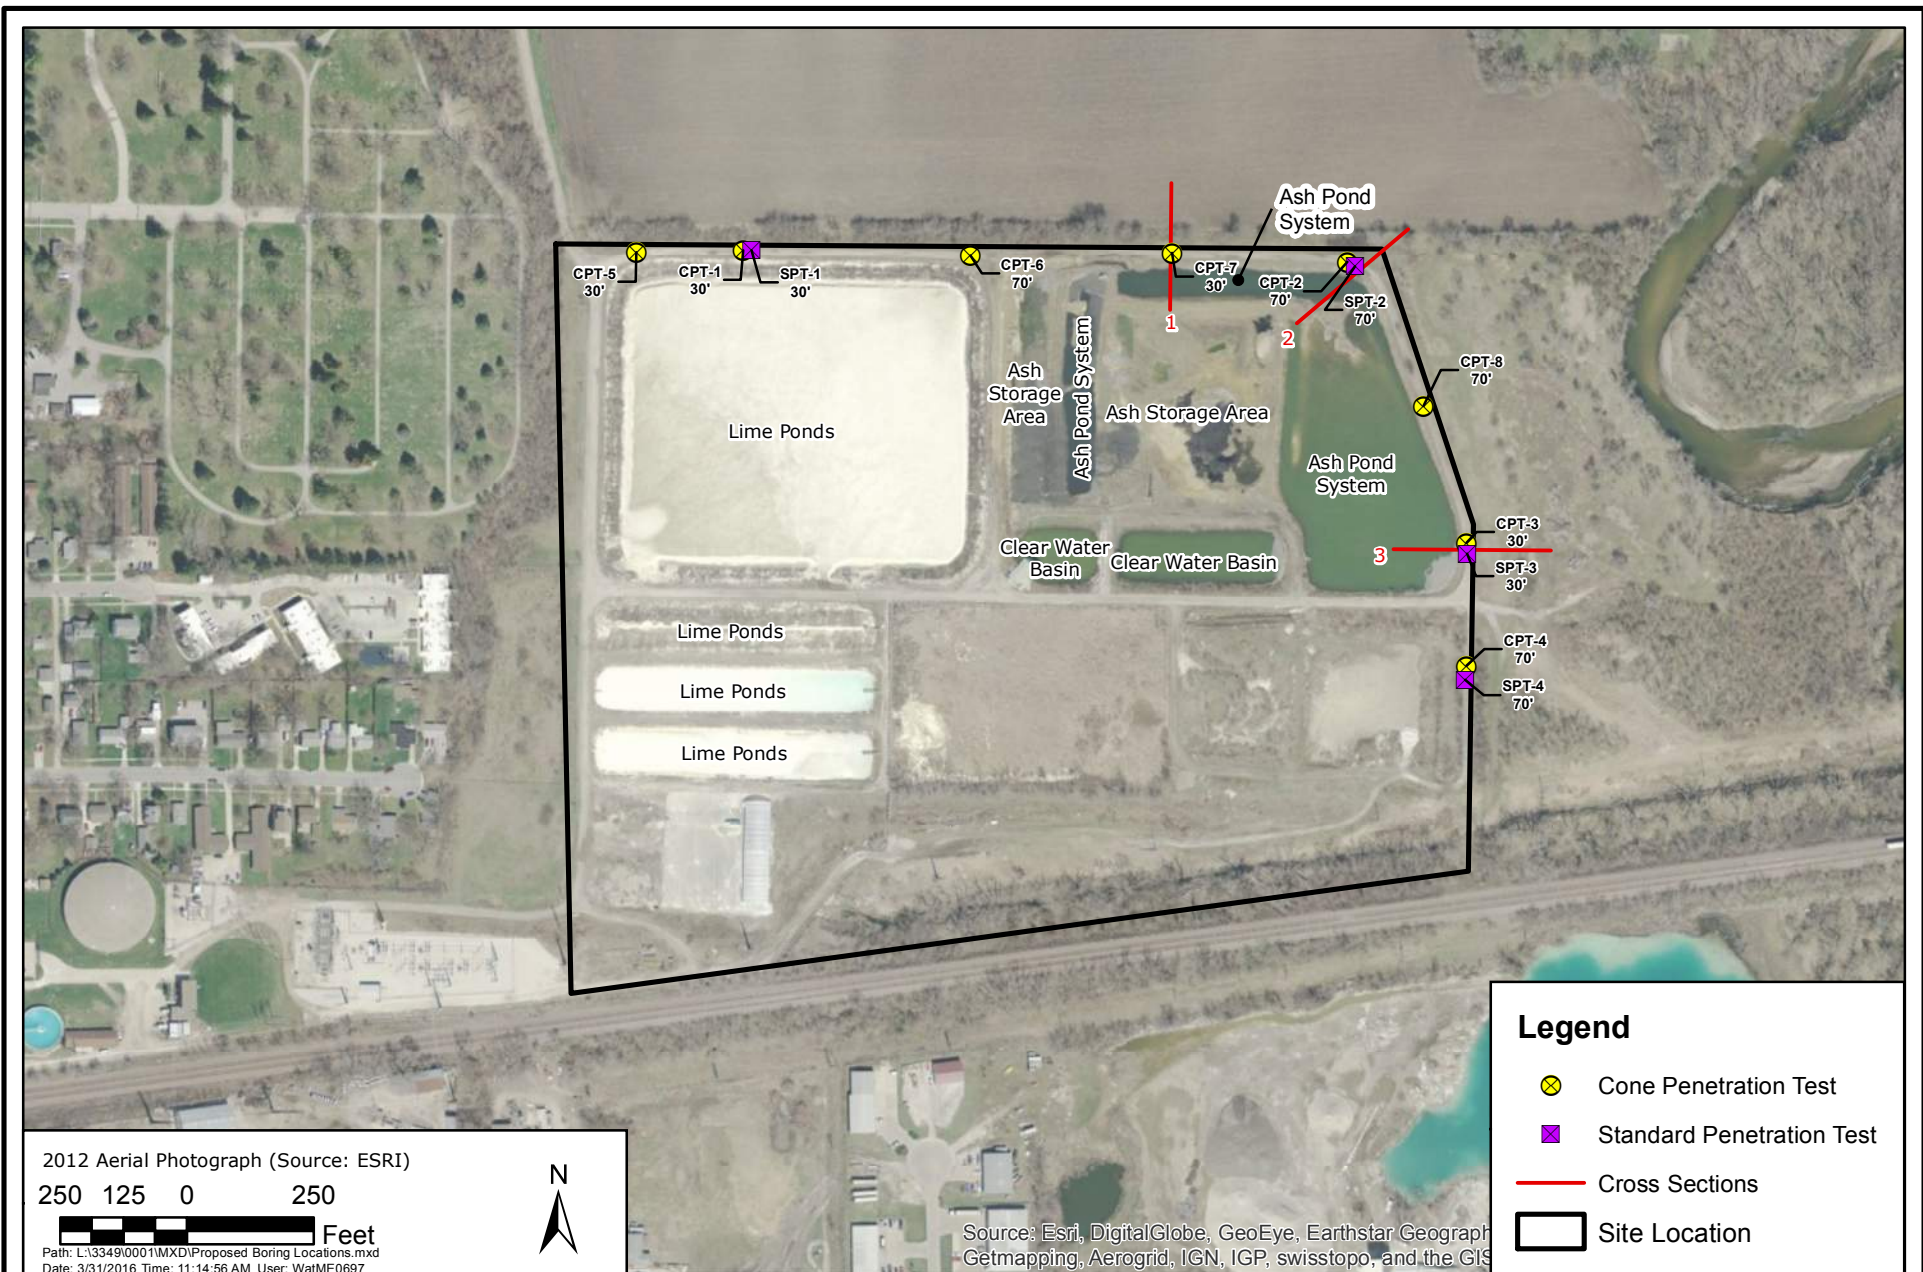 Ash Pond
System
CPT-5
30'
CPT-1
30'
SPT-1
30'
CPT-6
70'
CPT-7
30'
CPT-2
70'
SPT-2
70'
1
2
CPT-8
70'
Ash
Storage
Area
Ash Pond System
Ash Storage Area
Lime Ponds
Ash Pond
System
CPT-3
30'
3
SPT-3
30'
Clear Water
Basin
Clear Water Basin
Lime Ponds
CPT-4
70'
SPT-4
70'
Lime Ponds
Lime Ponds
Legend
Cone Penetration Test
Standard Penetration Test
Cross Sections
Site Location
2012 Aerial Photograph (Source: ESRI)
N
250 125 0 250
Feet
Path: L:\3349\0001\MXD\Proposed Boring Locations.mxd
Date: 3/31/2016 Time: 11:14:56 AM User: WatMF0697
Source: Esri, DigitalGlobe, GeoEye, Earthstar Geograph
Getmapping, Aerogrid, IGN, IGP, swisstopo, and the GIS